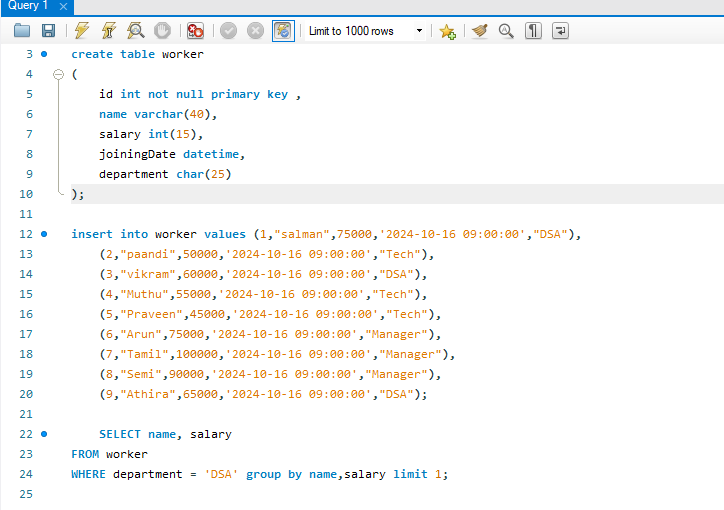 Query 1
Limit to 1000 rows
3 create table worker
4 (
5 id int not null primary key ,
6 name varchar(40),
7 salary int(15),
8 joiningDate datetime,
9 department char(25)
10 );
11
12 insert into worker values (1,"salman",75000,'2024-10-16 09:00:00',"DSA"),
13 (2,"paandi",50000,'2024-10-16 09:00:00',"Tech"),
14 (3,"vikram",60000,'2024-10-16 09:00:00',"DSA"),
15 (4,"Muthu",55000,'2024-10-16 09:00:00',"Tech"),
16 (5,"Praveen",45000,'2024-10-16 09:00:00',"Tech"),
17 (6,"Arun",75000,'2024-10-16 09:00:00',"Manager"),
18 (7,"Tamil",100000,'2024-10-16 09:00:00',"Manager"),
19 (8,"Semi",90000,'2024-10-16 09:00:00',"Manager"),
20 (9,"Athira",65000,'2024-10-16 09:00:00',"DSA");
21
22 SELECT name, salary
23 FROM worker
24 WHERE department = 'DSA' group by name,salary limit 1;
25